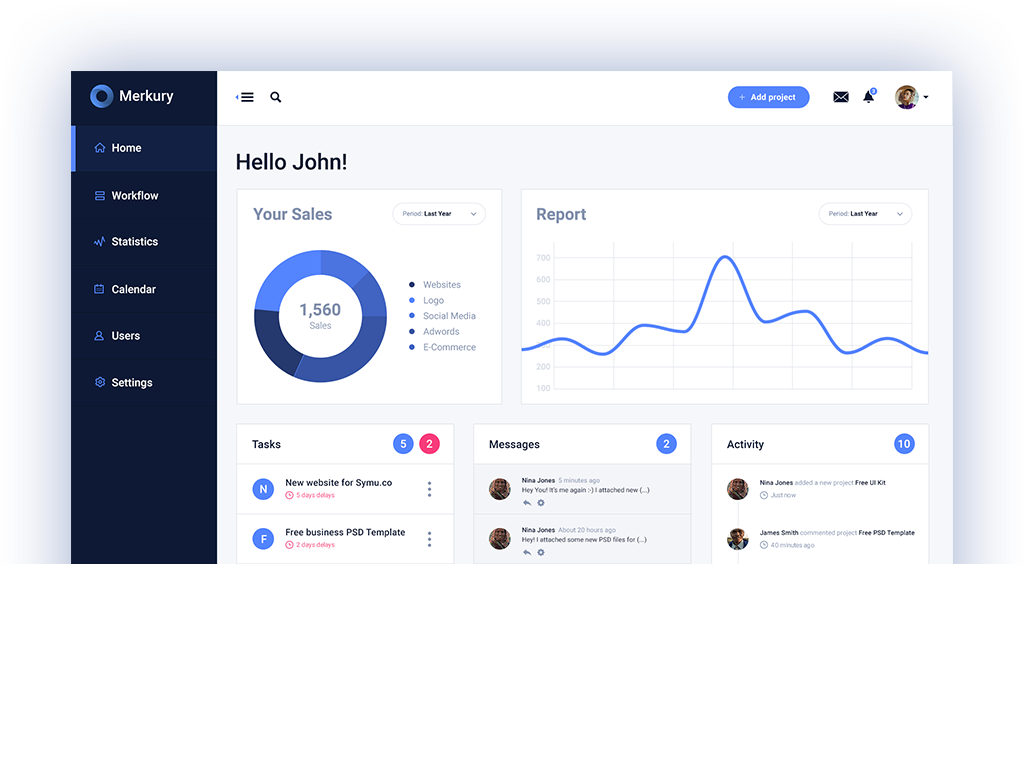 Merkury
+ Add project
3
Home
Workflow
Statistics
Calendar
Users
Settings
Hello John!
Your Sales
Period: Last Year
1,560
Sales
Websites
Logo
Social Media
Adwords
E-Commerce
Report
Period: Last Year
700
600
500
400
300
200
100
Tasks
5
2
N
New website for Symu.co
5 days delays
F
Free business PSD Template
2 days delays
Messages
2
Nina Jones 5 minutes ago
Hey You! It's me again :-) I attached new (...)
Nina Jones About 20 hours ago
Hey! I attached some new PSD files for (...)
Activity
10
Nina Jones added a new project Free UI Kit
Just now
James Smith commented project Free PSD Template
40 minutes ago